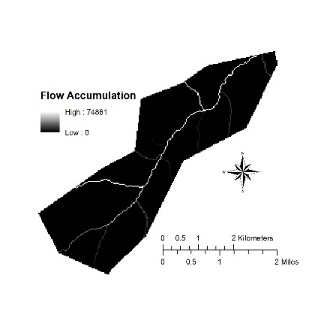 Flow Accumulation
High : 74861
Low : 0
0 0.5 1 2 Kilometers
0 0.5 1 2 Miles